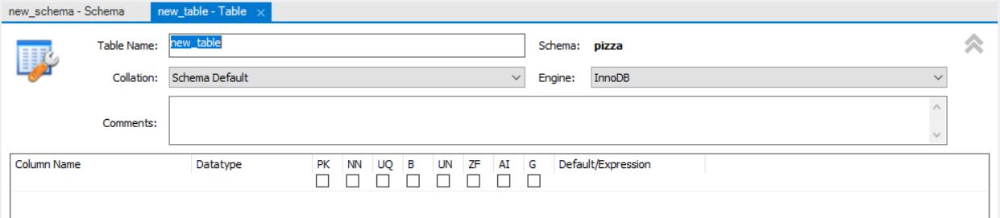 new_schema - Schema new_table - Table ×
Table Name: new_table Schema: pizza
Collation: Schema Default Engine: InnoDB
Comments:
Column Name Datatype PK NN UQ B UN ZF AI G Default/Expression